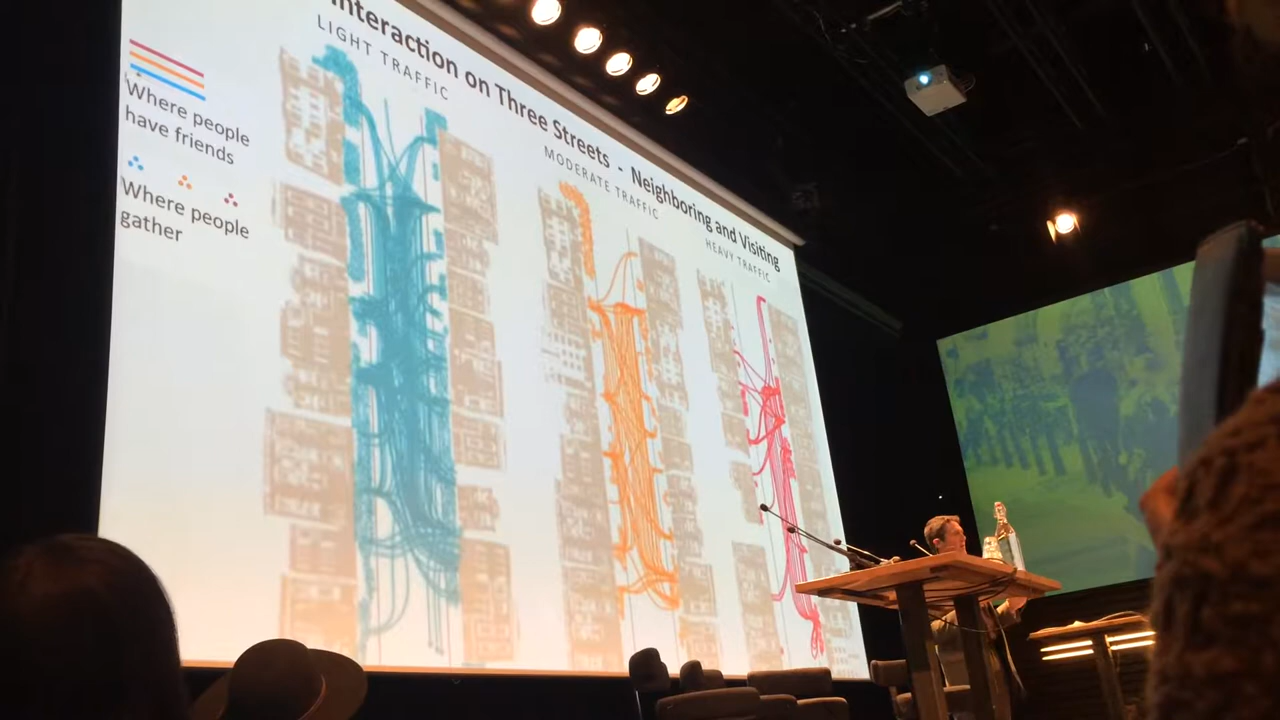 Interaction on Three Streets - Neighboring and Visiting
LIGHT TRAFFIC
MODERATE TRAFFIC
HEAVY TRAFFIC
Where people
have friends
Where people
gather